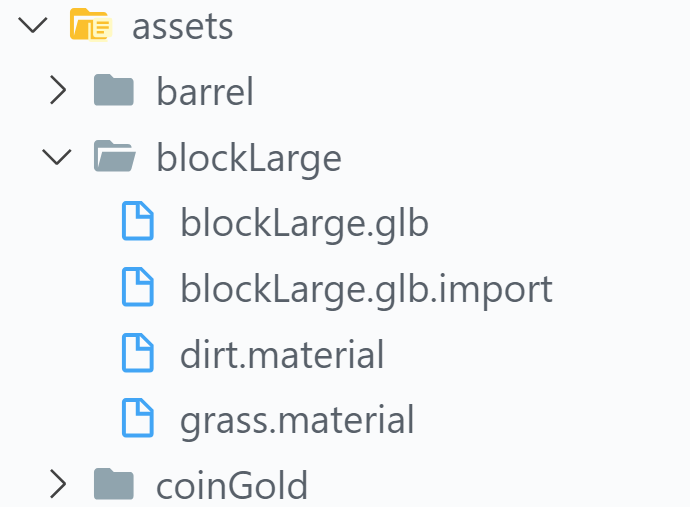 assets
barrel
blockLarge
blockLarge.glb
blockLarge.glb.import
dirt.material
grass.material
coinGold